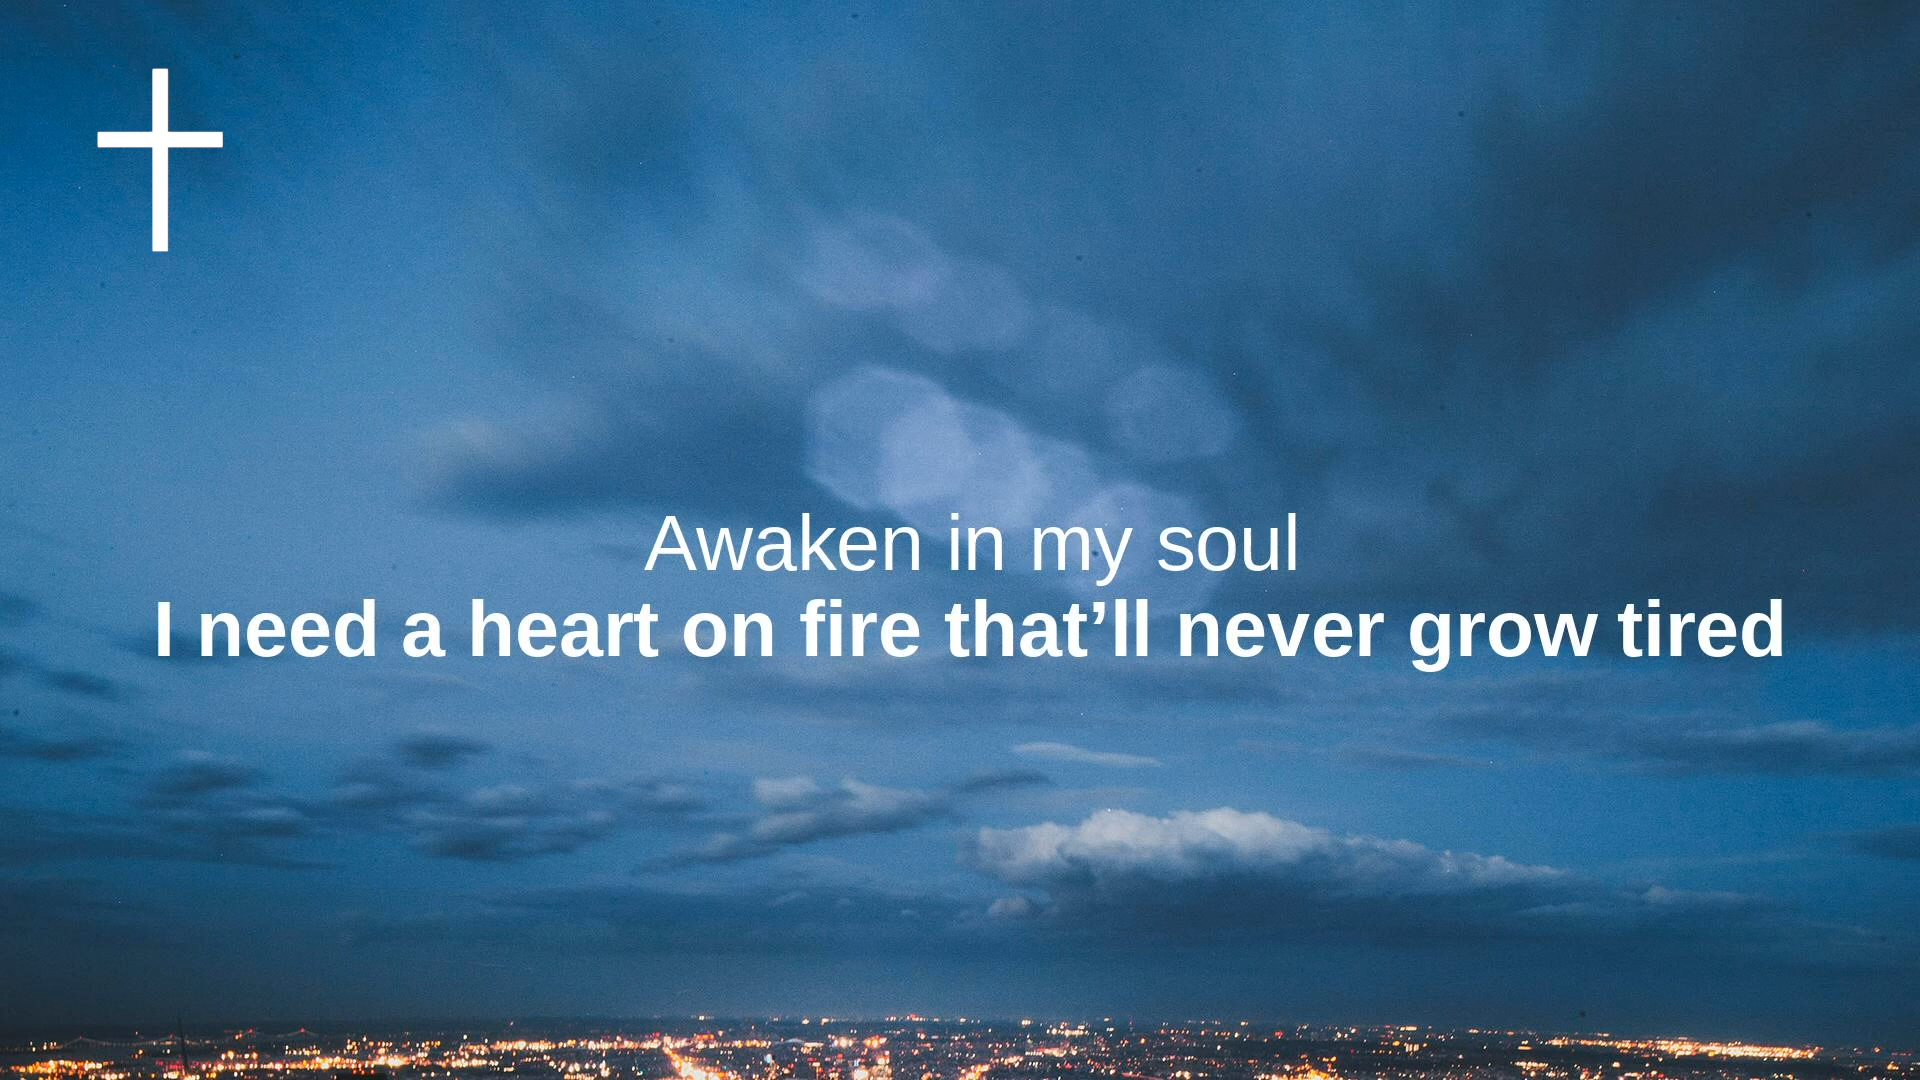 Awaken in my soul
I need a heart on fire that’ll never grow tired